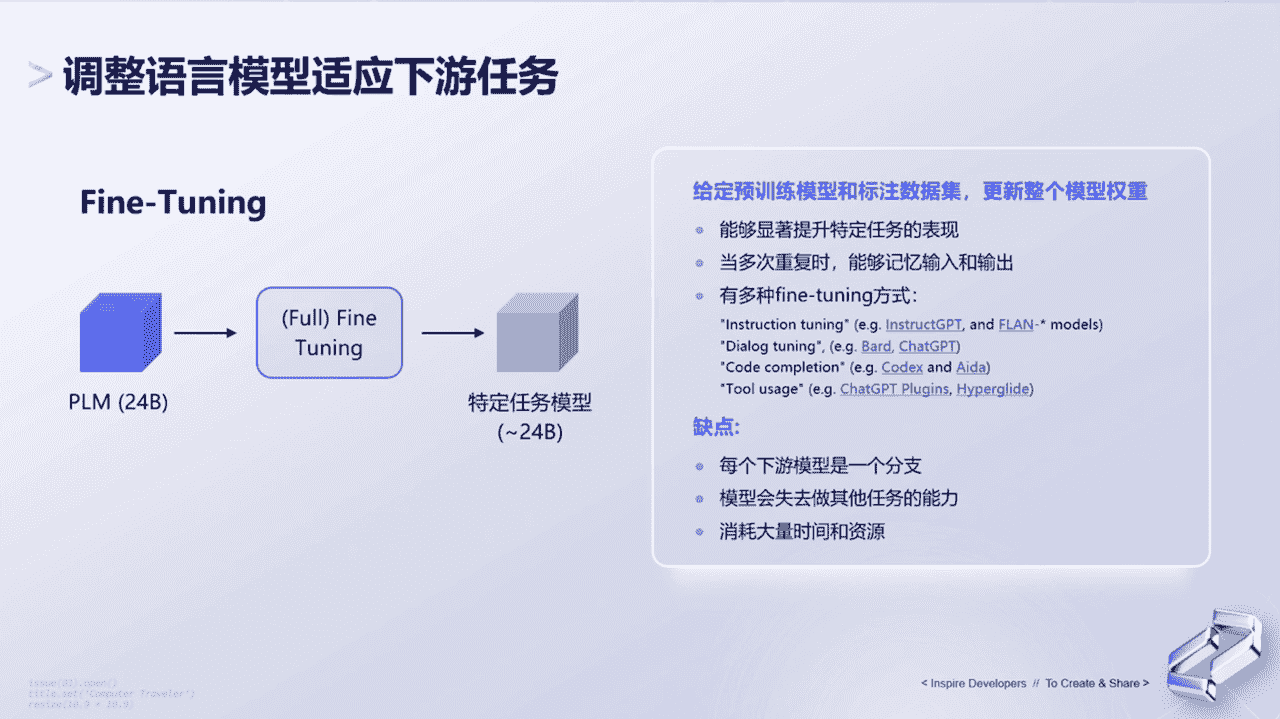 > 调整语言模型适应下游任务
Fine-Tuning
PLM (24B)
(Full) Fine
Tuning
特定任务模型
(~24B)
给定预训练模型和标注数据集，更新整个模型权重
能够显著提升特定任务的表现
当多次重复时，能够记忆输入和输出
有多种fine-tuning方式：
"Instruction tuning" (e.g. InstructGPT, and FLAN-* models)
"Dialog tuning", (e.g. Bard, ChatGPT)
"Code completion" (e.g. Codex and Aida)
"Tool usage" (e.g. ChatGPT Plugins, Hyperglide)
缺点:
每个下游模型是一个分支
模型会失去做其他任务的能力
消耗大量时间和资源
issue(01).open()
title.set('Computer Traveler')
< Inspire Developers // To Create & Share >